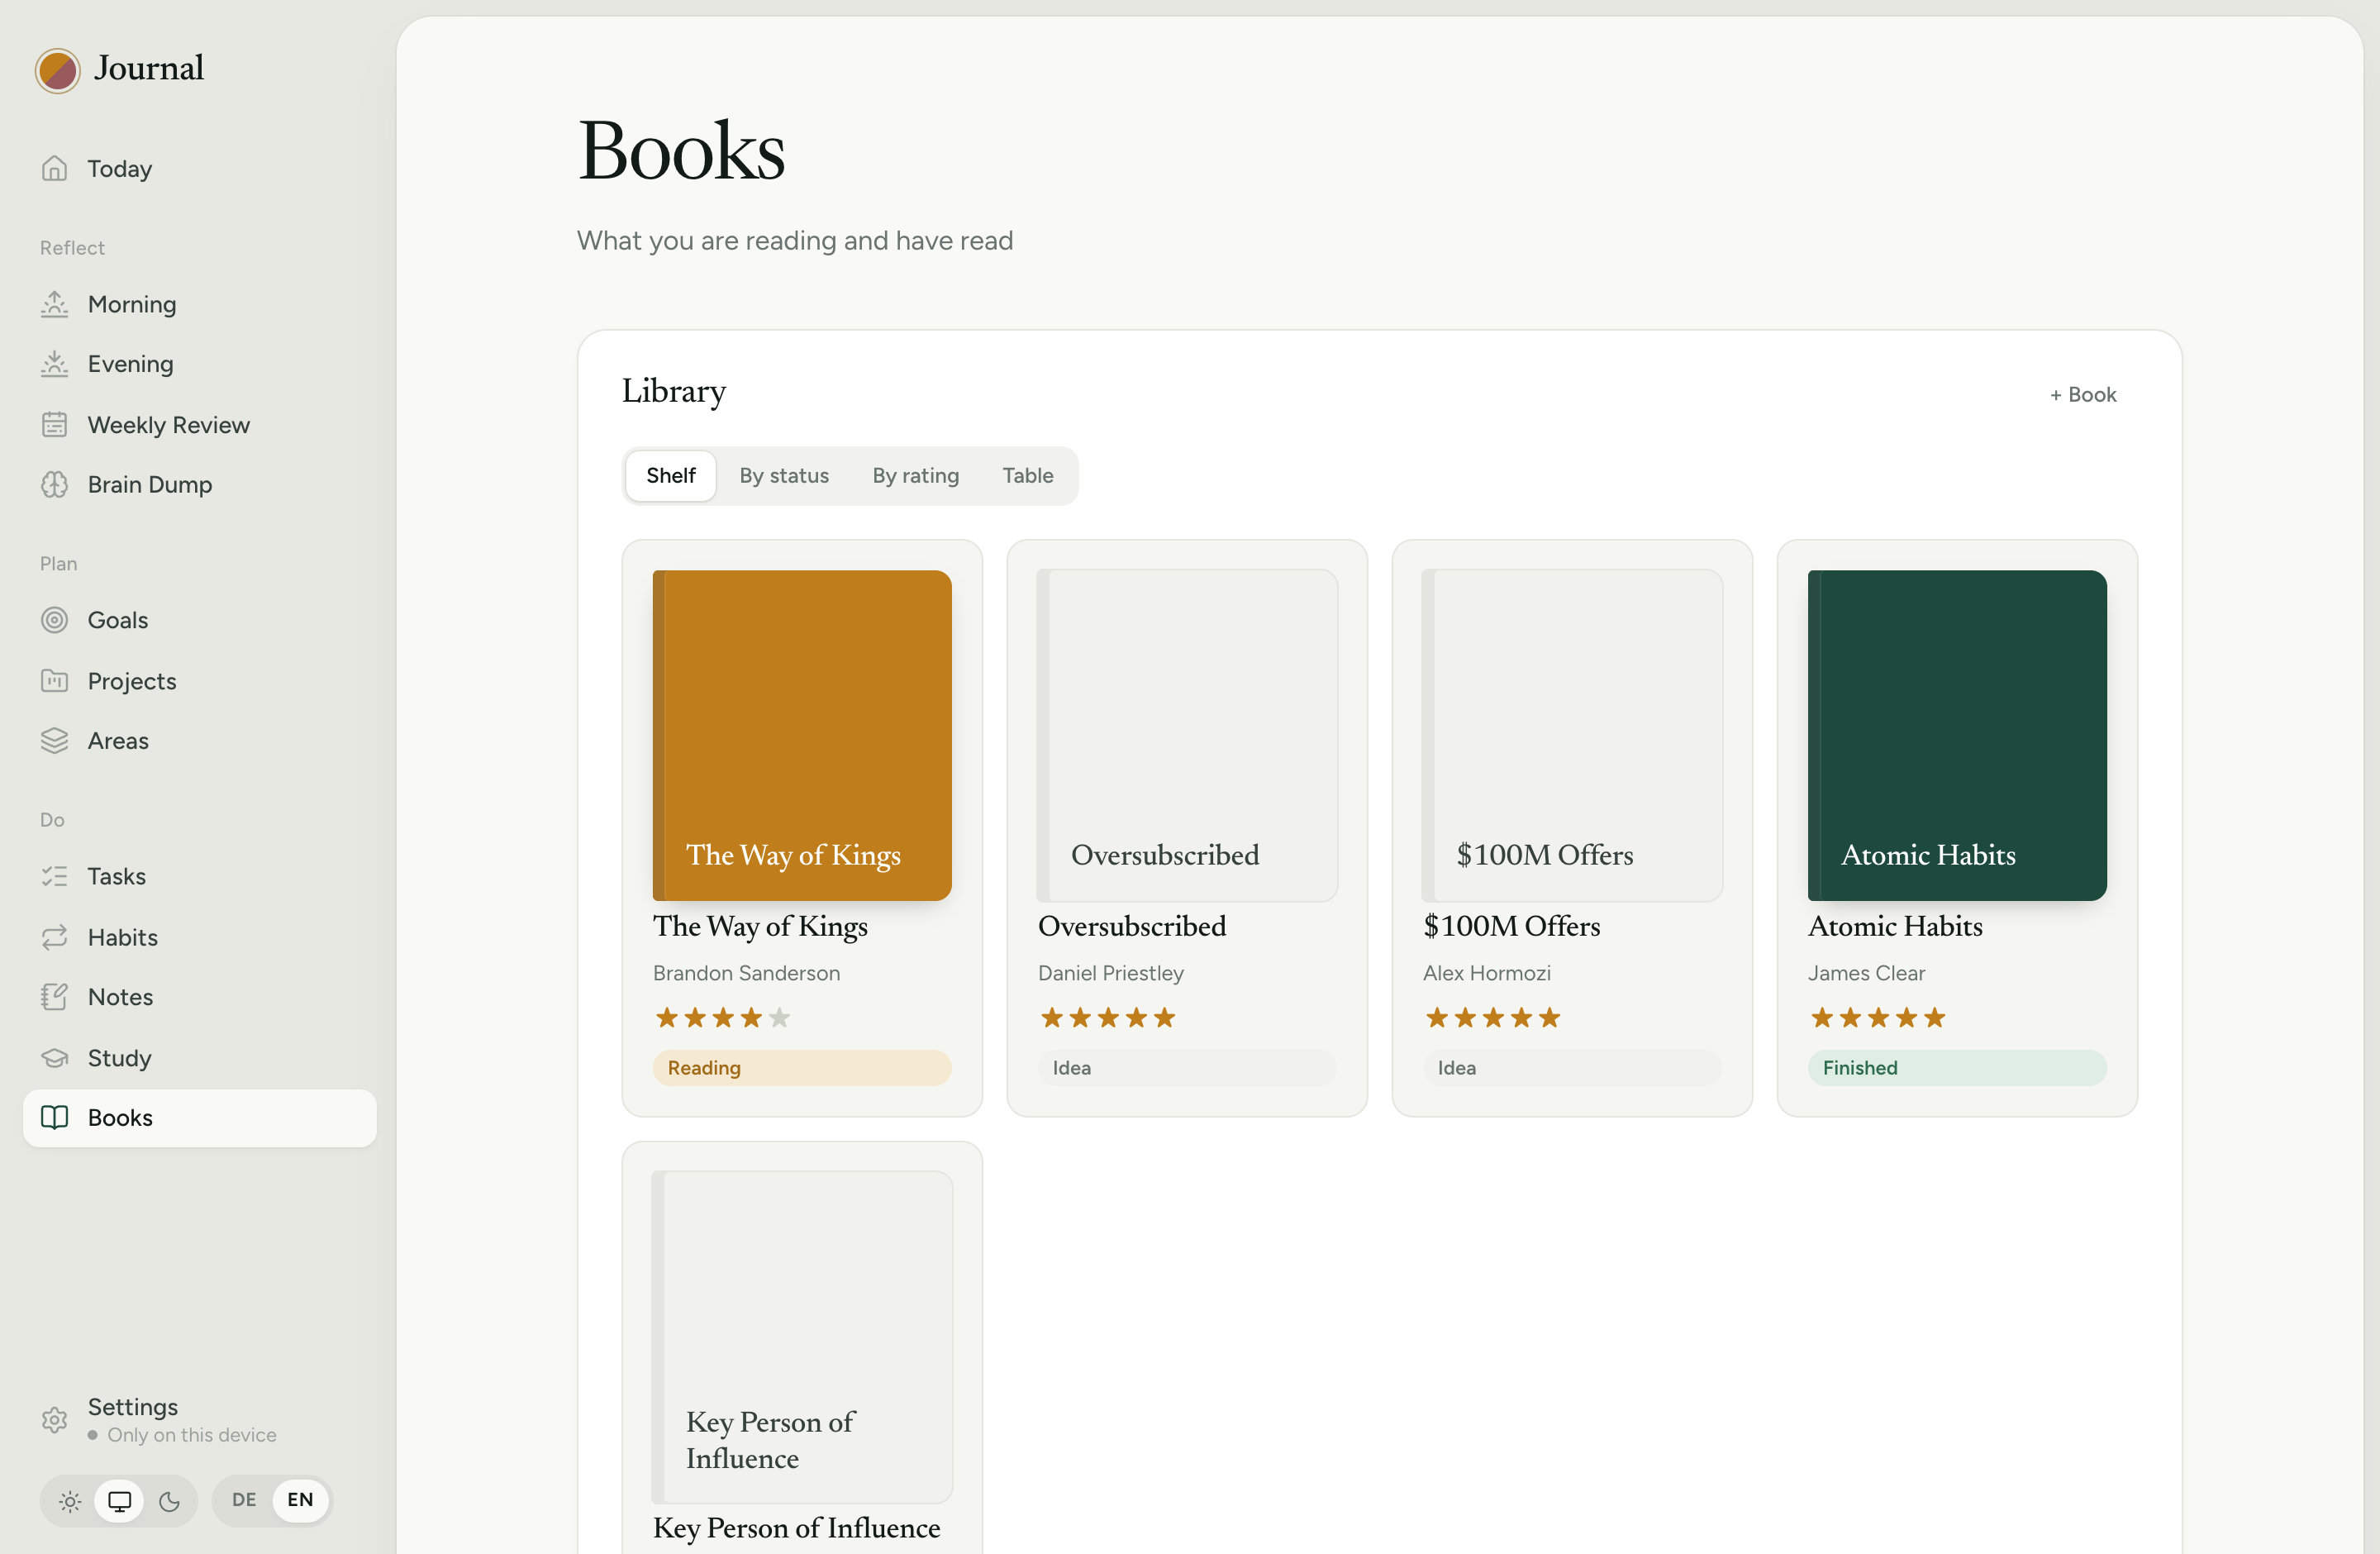 Journal
Today
Reflect
Morning
Evening
Weekly Review
Brain Dump
Plan
Goals
Projects
Areas
Do
Tasks
Habits
Notes
Study
Books
Settings
Only on this device
DE EN
Books
What you are reading and have read
Library
+ Book
Shelf By status By rating Table
The Way of Kings
The Way of Kings
Brandon Sanderson
Reading
Oversubscribed
Oversubscribed
Daniel Priestley
Idea
$100M Offers
$100M Offers
Alex Hormozi
Idea
Atomic Habits
Atomic Habits
James Clear
Finished
Key Person of
Influence
Key Person of Influence